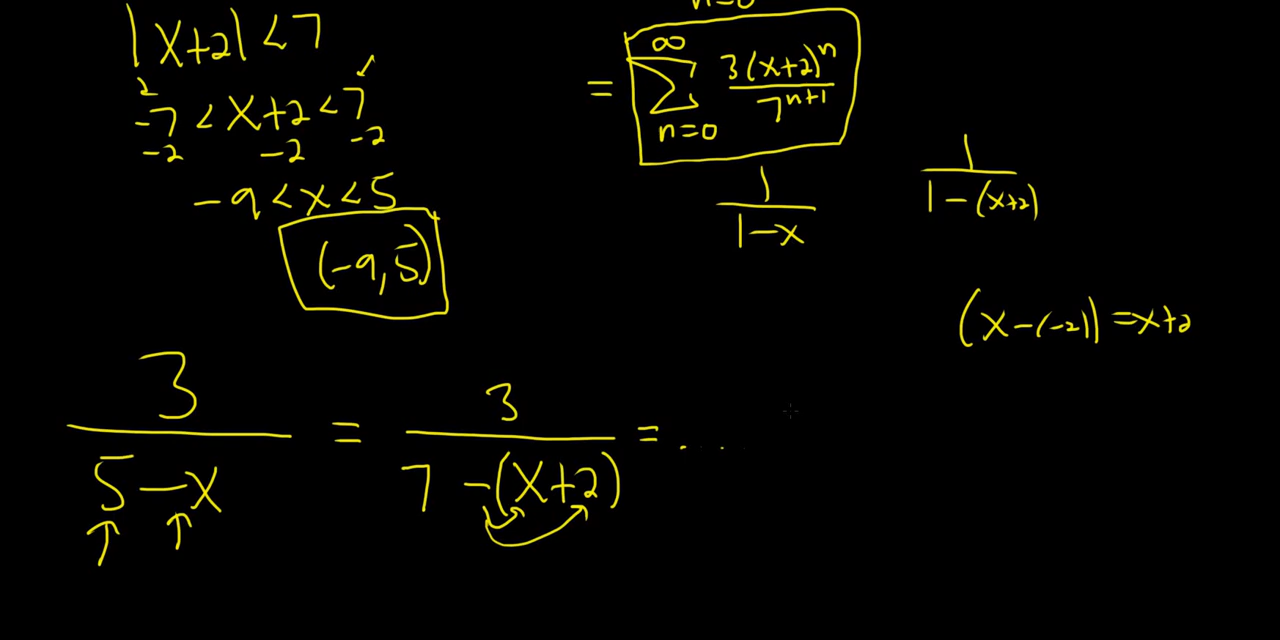 |x+2| < 7
-7 < x+2 < 7
-2 -2 -2
-9 < x < 5
(-9,5)
n=0
= ∞∑n=0 3(x+2)^n / 7^(n+1)
1 / (1-x)
1 / (1-(x+2))
(x-(-2)) = x+2
3 / (5-x) = 3 / (7-(x+2)) = ....